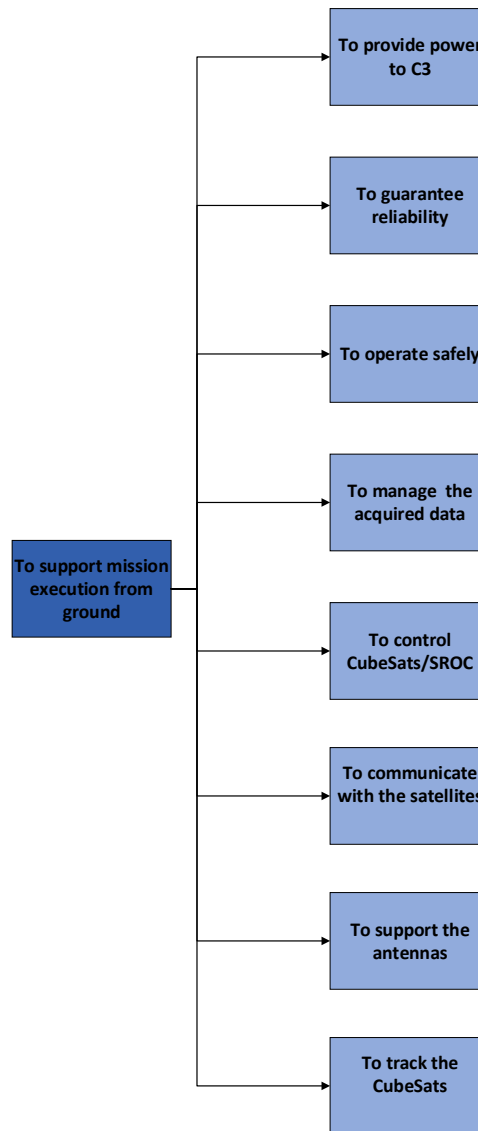 To provide power
to C3
To guarantee
reliability
To operate safely
To manage the
acquired data
To support mission
execution from
ground
To control
CubeSats/SROC
To communicate
with the satellites
To support the
antennas
To track the
CubeSats